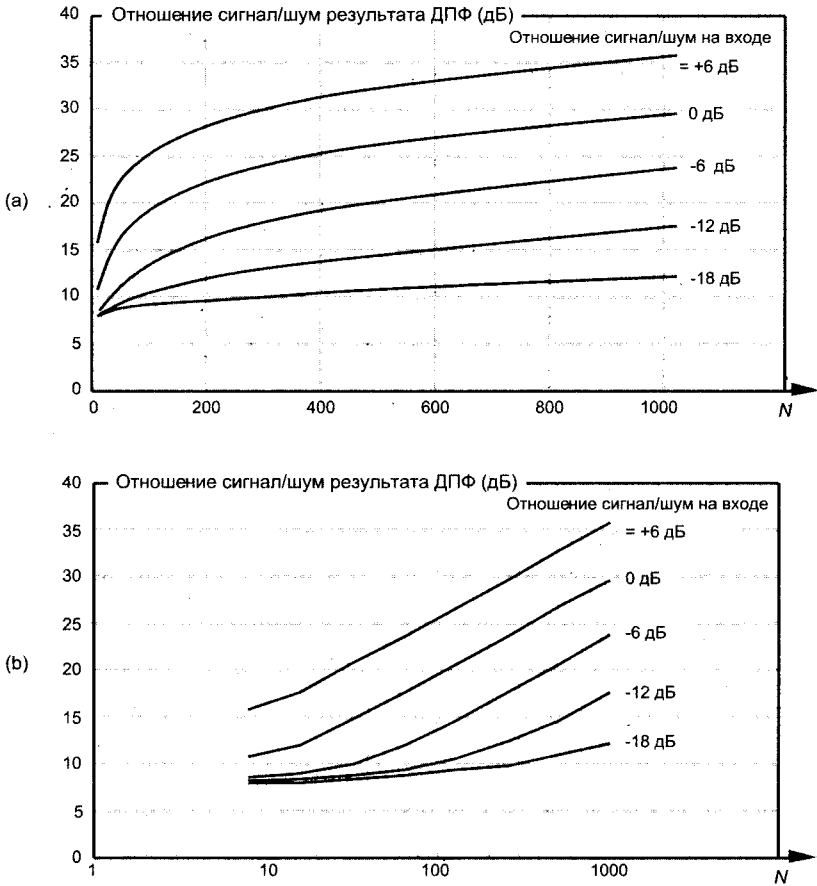 40
Отношение сигнал/шум результата ДПФ (дБ)
Отношение сигнал/шум на входе
35
= +6 дБ
30
0 дБ
25
-6 дБ
(a)
20
-12 дБ
15
-18 дБ
10
5
0
0 200 400 600 800 1000 N
40
Отношение сигнал/шум результата ДПФ (дБ)
Отношение сигнал/шум на входе
35
= +6 дБ
30
0 дБ
25
-6 дБ
(b)
20
-12 дБ
15
-18 дБ
10
5
0
1 10 100 1000 N